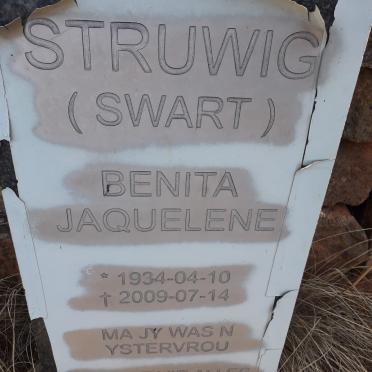 STRUWIG
( SWART )
BENITA
JAQUELENE
* 1934-04-10
† 2009-07-14
MA JY WAS N
YSTERVROU